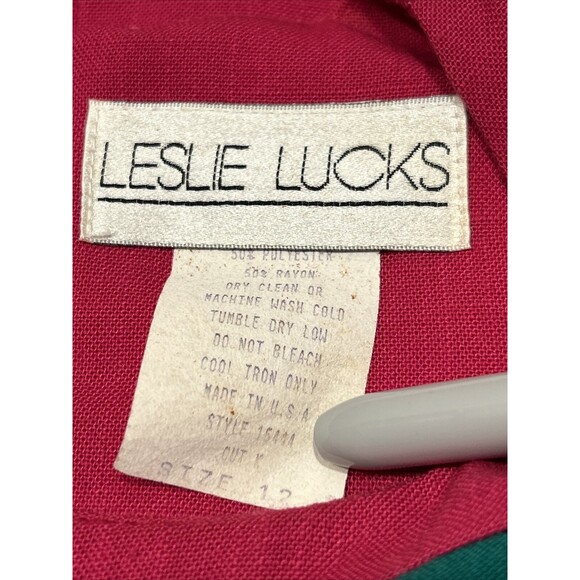 LESLIE LUCKS
50% POLYESTER
50% RAYON
DRY CLEAN OR
MACHINE WASH COLD
TUMBLE DRY LOW
DO NOT BLEACH
COOL IRON ONLY
MADE IN U.S.A
STYLE
CUT
SIZE 12